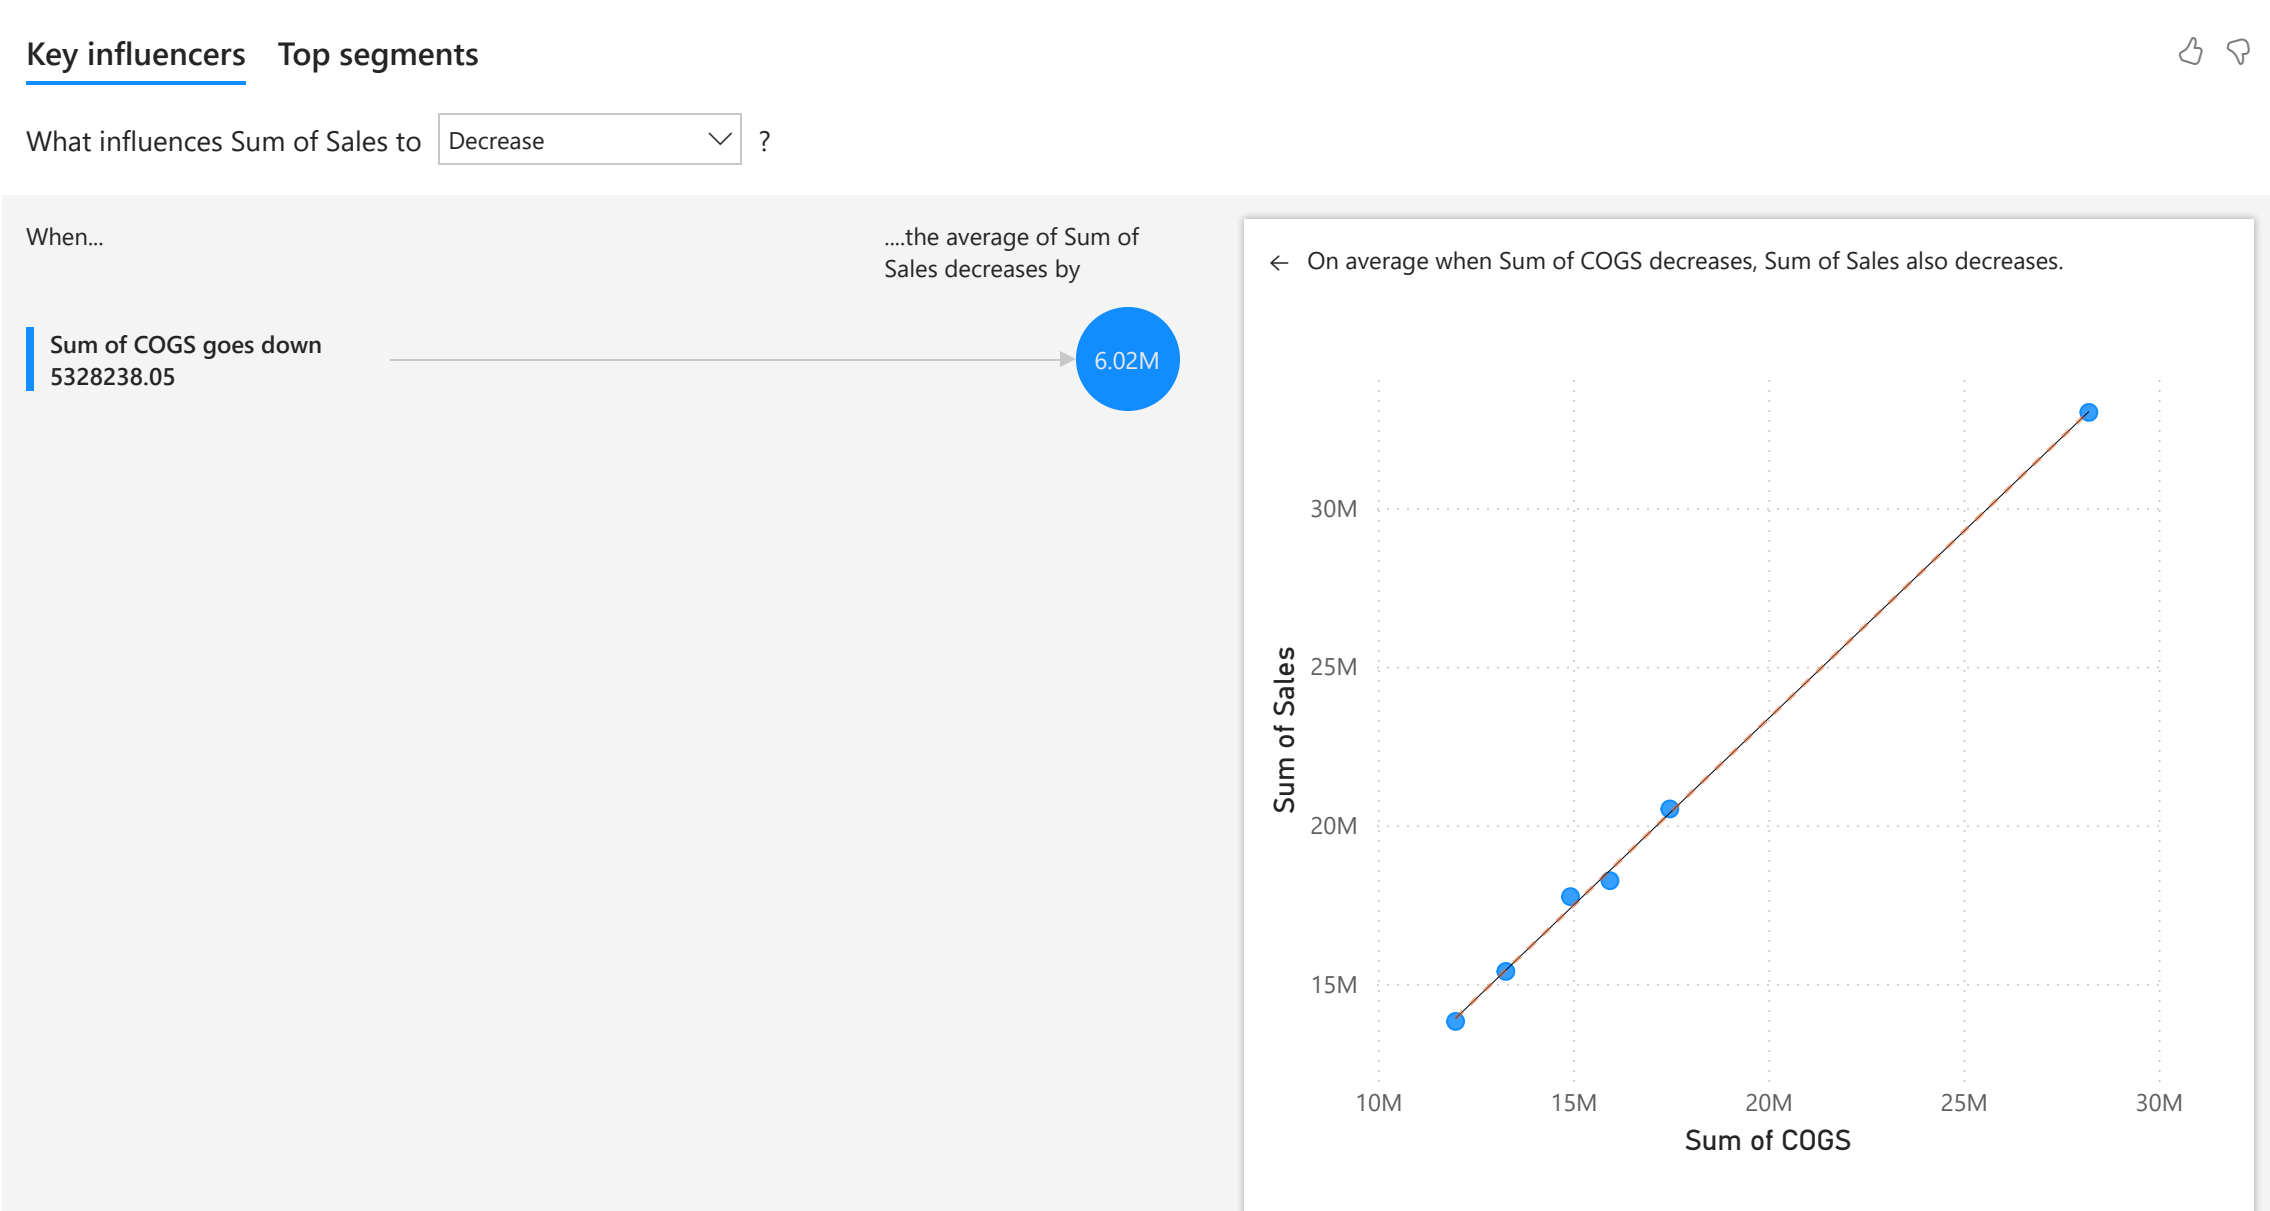 Key influencers Top segments
What influences Sum of Sales to Decrease ?
When...
....the average of Sum of
Sales decreases by
Sum of COGS goes down
5328238.05
6.02M
On average when Sum of COGS decreases, Sum of Sales also decreases.
Sum of Sales
30M
25M
20M
15M
10M 15M 20M 25M 30M
Sum of COGS